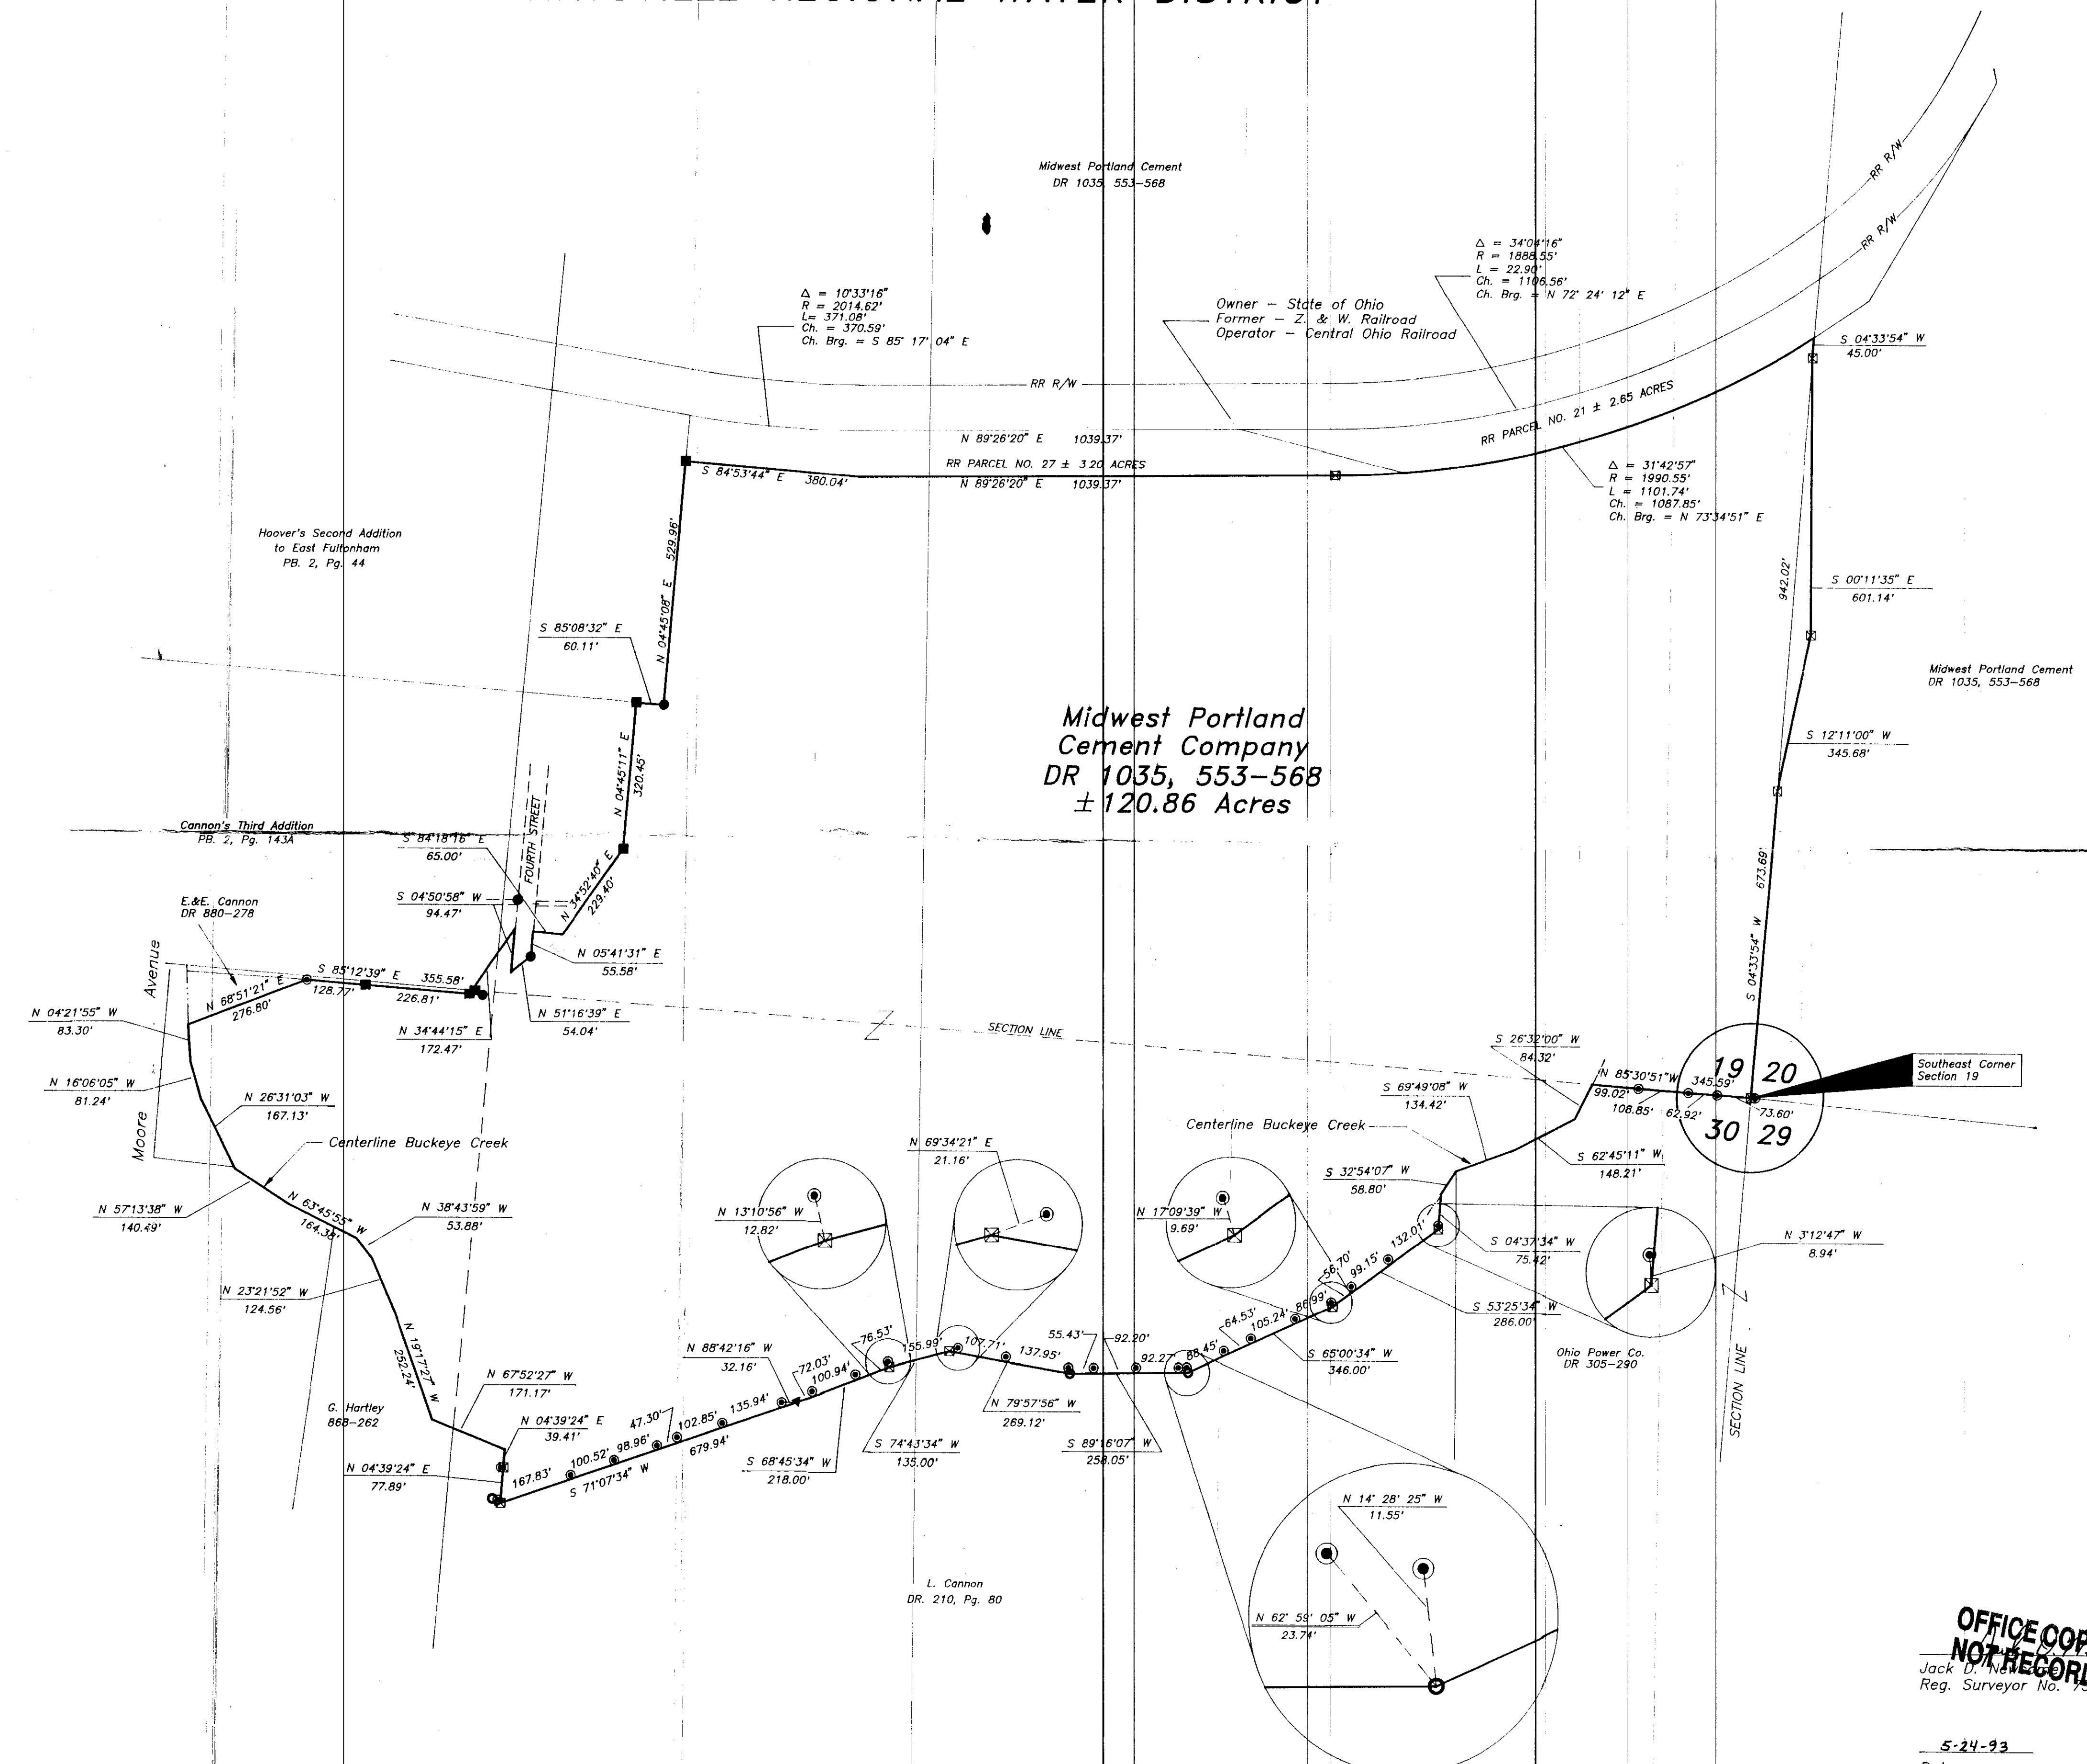 Midwest Portland Cement
DR 1035, 553-568
Δ = 34°04'16"
R = 1888.55'
L = 22.90'
Ch. = 1106.56'
Ch. Brg. = N 72° 24' 12" E
RR R/W
RR R/W
Δ = 10°33'16"
R = 2014.62'
L= 371.08'
Ch. = 370.59'
Ch. Brg. = S 85° 17' 04" E
Owner - State of Ohio
Former - Z. & W. Railroad
Operator - Central Ohio Railroad
S 04°33'54" W
45.00'
RR R/W
RR PARCEL NO. 21 ± 2.65 ACRES
N 89°26'20" E 1039.37'
RR PARCEL NO. 27 ± 3.20 ACRES
N 89°26'20" E 1039.37'
S 84°53'44" E 380.04'
Δ = 31°42'57"
R = 1990.55'
L = 1101.74'
Ch. = 1087.85'
Ch. Brg. = N 73°34'51" E
Hoover's Second Addition
to East Fultonham
PB. 2, Pg. 44
N 04°45'08" E 529.96'
942.02'
S 00°11'35" E
601.14'
S 85°08'32" E
60.11'
Midwest Portland Cement
DR 1035, 553-568
Midwest Portland
Cement Company
DR 1035, 553-568
±120.86 Acres
N 04°45'11" E
320.45'
S 12°11'00" W
345.68'
Cannon's Third Addition
PB. 2, Pg. 143A
S 84°18'16" E
65.00'
FOURTH STREET
N 34°52'40" E
229.40'
S 04°50'58" W
94.47'
E.&E. Cannon
DR 880-278
N 05°41'31" E
55.58'
S 04°33'54" W 673.69'
Moore Avenue
S 85°12'39" E 355.58'
N 68°51'21" E
276.80'
128.77'
226.81'
N 04°21'55" W
83.30'
N 34°44'15" E
172.47'
N 51°16'39" E
54.04'
SECTION LINE
S 26°32'00" W
84.32'
N 85°30'51" W
345.59'
99.02'
108.85'
62.92'
73.60'
19
20
30
29
Southeast Corner
Section 19
N 16°06'05" W
81.24'
N 26°31'03" W
167.13'
S 69°49'08" W
134.42'
Centerline Buckeye Creek
Centerline Buckeye Creek
N 69°34'21" E
21.16'
S 62°45'11" W
148.21'
S 32°54'07" W
58.80'
N 57°13'38" W
140.49'
N 63°45'55" W
164.38'
N 38°43'59" W
53.88'
N 13°10'56" W
12.82'
N 17°09'39" W
9.69'
132.01'
S 04°37'34" W
75.42'
N 3°12'47" W
8.94'
N 23°21'52" W
124.56'
56.70'
99.15'
S 53°25'34" W
286.00'
N 19°17'27" W
252.24'
86.99'
105.24'
64.53'
88.45'
S 65°00'34" W
346.00'
Ohio Power Co.
DR 305-290
SECTION LINE
N 88°42'16" W
32.16'
76.53'
155.99'
107.71'
137.95'
55.43'
92.20'
92.27'
N 67°52'27" W
171.17'
72.03'
100.94'
135.94'
N 79°57'56" W
269.12'
G. Hartley
868-262
N 04°39'24" E
39.41'
47.30'
102.85'
98.96'
100.52'
167.83'
679.94'
S 71°07'34" W
S 74°43'34" W
135.00'
S 89°16'07" W
258.05'
N 04°39'24" E
77.89'
S 68°45'34" W
218.00'
N 14° 28' 25" W
11.55'
L. Cannon
DR. 210, Pg. 80
N 62° 59' 05" W
23.74'
OFFICE
NOT
Jack D.
Reg. Surveyor No.
5-24-93